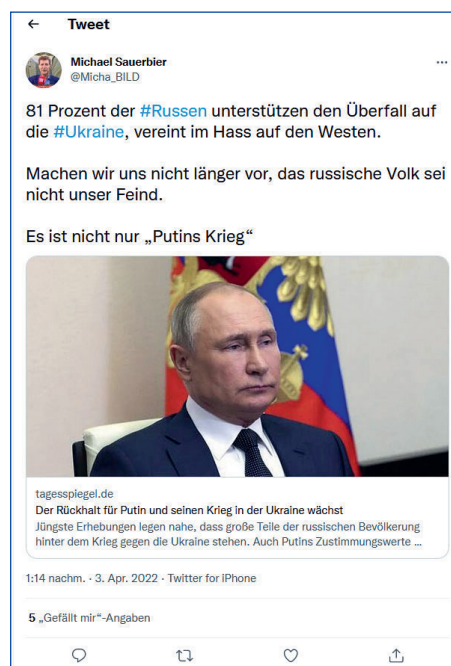 Tweet
Michael Sauerbier
@Micha_BILD
81 Prozent der #Russen unterstützen den Überfall auf
die #Ukraine, vereint im Hass auf den Westen.
Machen wir uns nicht länger vor, das russische Volk sei
nicht unser Feind.
Es ist nicht nur „Putins Krieg“
tagesspiegel.de
Der Rückhalt für Putin und seinen Krieg in der Ukraine wächst
Jüngste Erhebungen legen nahe, dass große Teile der russischen Bevölkerung
hinter dem Krieg gegen die Ukraine stehen. Auch Putins Zustimmungswerte ...
1:14 nachm. · 3. Apr. 2022 · Twitter for iPhone
5 „Gefällt mir“-Angaben